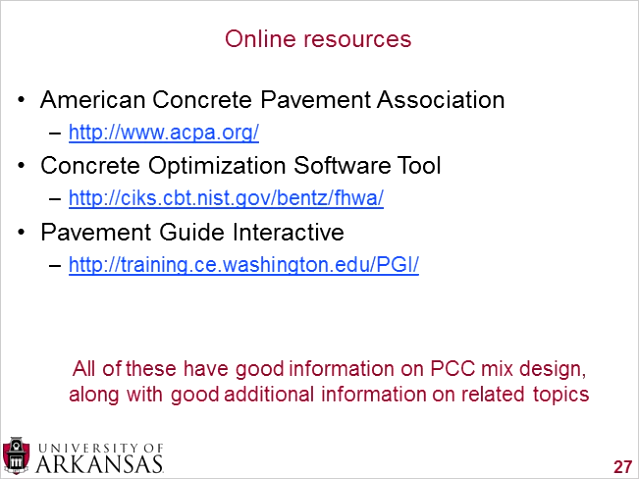 Online resources
• American Concrete Pavement Association
– http://www.acpa.org/
• Concrete Optimization Software Tool
– http://ciks.cbt.nist.gov/bentz/fhwa/
• Pavement Guide Interactive
– http://training.ce.washington.edu/PGI/
All of these have good information on PCC mix design,
along with good additional information on related topics
UNIVERSITY OF
ARKANSAS
27